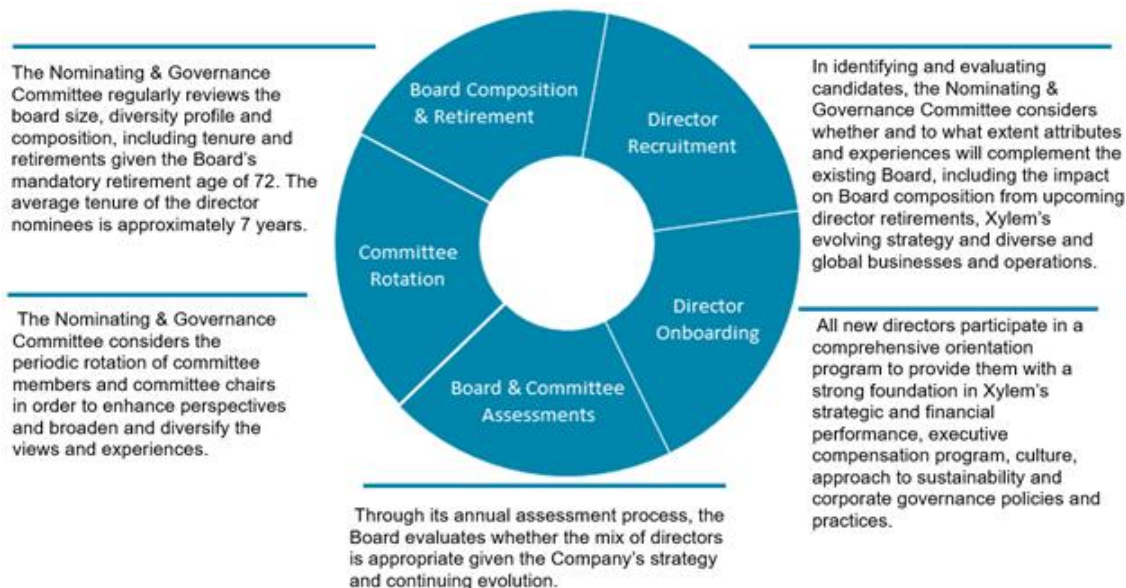 The Nominating & Governance
Committee regularly reviews the
board size, diversity profile and
composition, including tenure and
retirements given the Board's
mandatory retirement age of 72. The
average tenure of the director
nominees is approximately 7 years.
The Nominating & Governance
Committee considers the
periodic rotation of committee
members and committee chairs
in order to enhance perspectives
and broaden and diversify the
views and experiences.
Board Composition
& Retirement
Director
Recruitment
Committee
Rotation
Director
Onboarding
Board & Committee
Assessments
Through its annual assessment process, the
Board evaluates whether the mix of directors
is appropriate given the Company's strategy
and continuing evolution.
In identifying and evaluating
candidates, the Nominating &
Governance Committee considers
whether and to what extent attributes
and experiences will complement the
existing Board, including the impact
on Board composition from upcoming
director retirements, Xylem's
evolving strategy and diverse and
global businesses and operations.
All new directors participate in a
comprehensive orientation
program to provide them with a
strong foundation in Xylem's
strategic and financial
performance, executive
compensation program, culture,
approach to sustainability and
corporate governance policies and
practices.